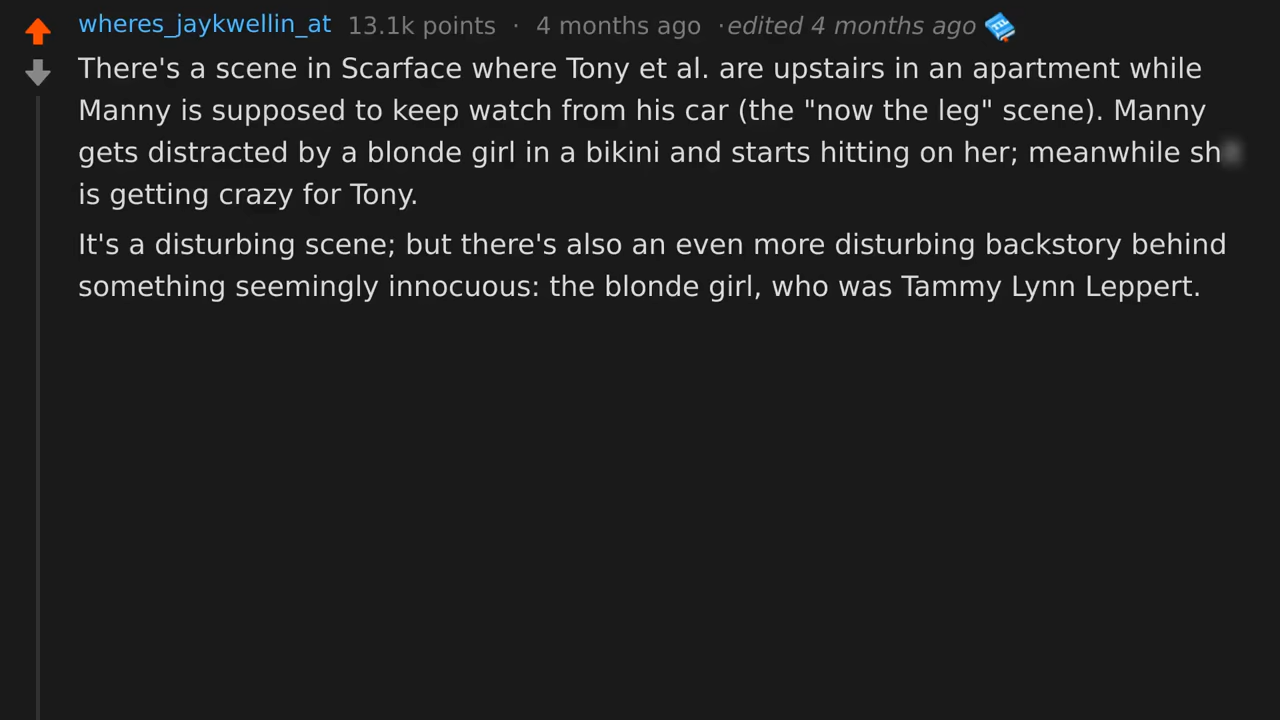 wheres_jaykwellin_at 13.1k points · 4 months ago ·edited 4 months ago
There's a scene in Scarface where Tony et al. are upstairs in an apartment while
Manny is supposed to keep watch from his car (the "now the leg" scene). Manny
gets distracted by a blonde girl in a bikini and starts hitting on her; meanwhile
is getting crazy for Tony.
It's a disturbing scene; but there's also an even more disturbing backstory behind
something seemingly innocuous: the blonde girl, who was Tammy Lynn Leppert.